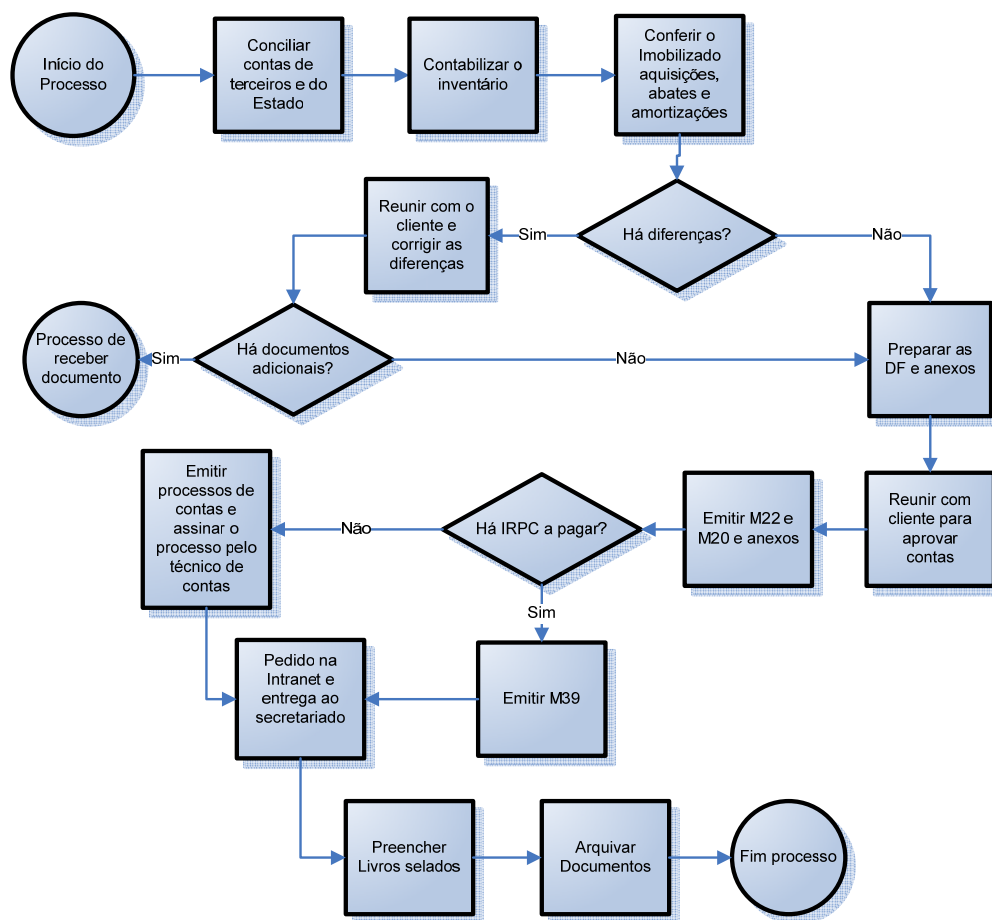 Início do
Processo
Conciliar
contas de
terceiros e do
Estado
Contabilizar o
inventário
Conferir o
Imobilizado
aquisições,
abates e
amortizações
Há diferenças?
Sim
Não
Reunir com o
cliente e
corrigir as
diferenças
Processo de
receber
documento
Sim
Há documentos
adicionais?
Não
Preparar as
DF e anexos
Reunir com
cliente para
aprovar
contas
Emitir M22 e
M20 e anexos
Há IRPC a pagar?
Não
Emitir
processos de
contas e
assinar o
processo pelo
técnico de
contas
Sim
Emitir M39
Pedido na
Intranet e
entrega ao
secretariado
Preencher
Livros selados
Arquivar
Documentos
Fim processo